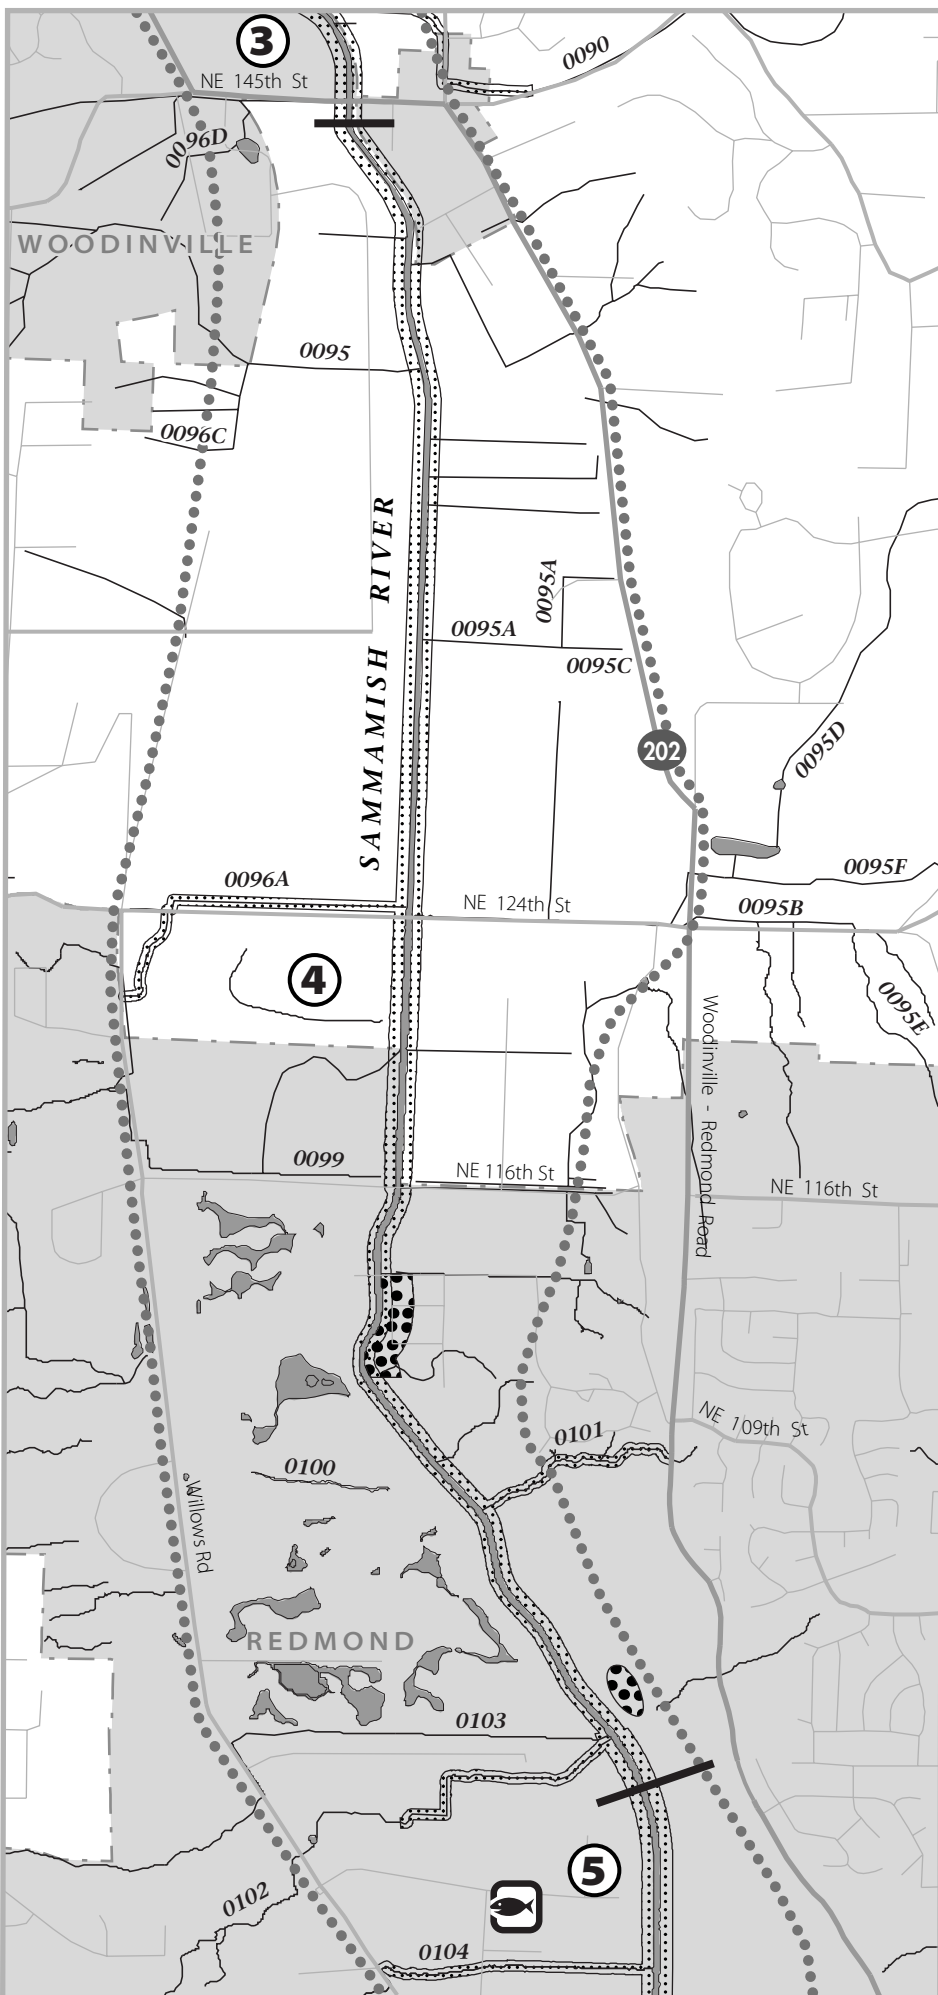 3
NE 145th St
0090
0096D
WOODINVILLE
0095
0096C
SAMMAMISH RIVER
0095A
0095A
0095C
202
0095D
0096A
NE 124th St
0095F
0095B
4
0095E
Woodinville - Redmond Road
0099
NE 116th St
NE 116th St
NE 109th St
0101
0100
Willows Rd
REDMOND
0103
5
0102
0104